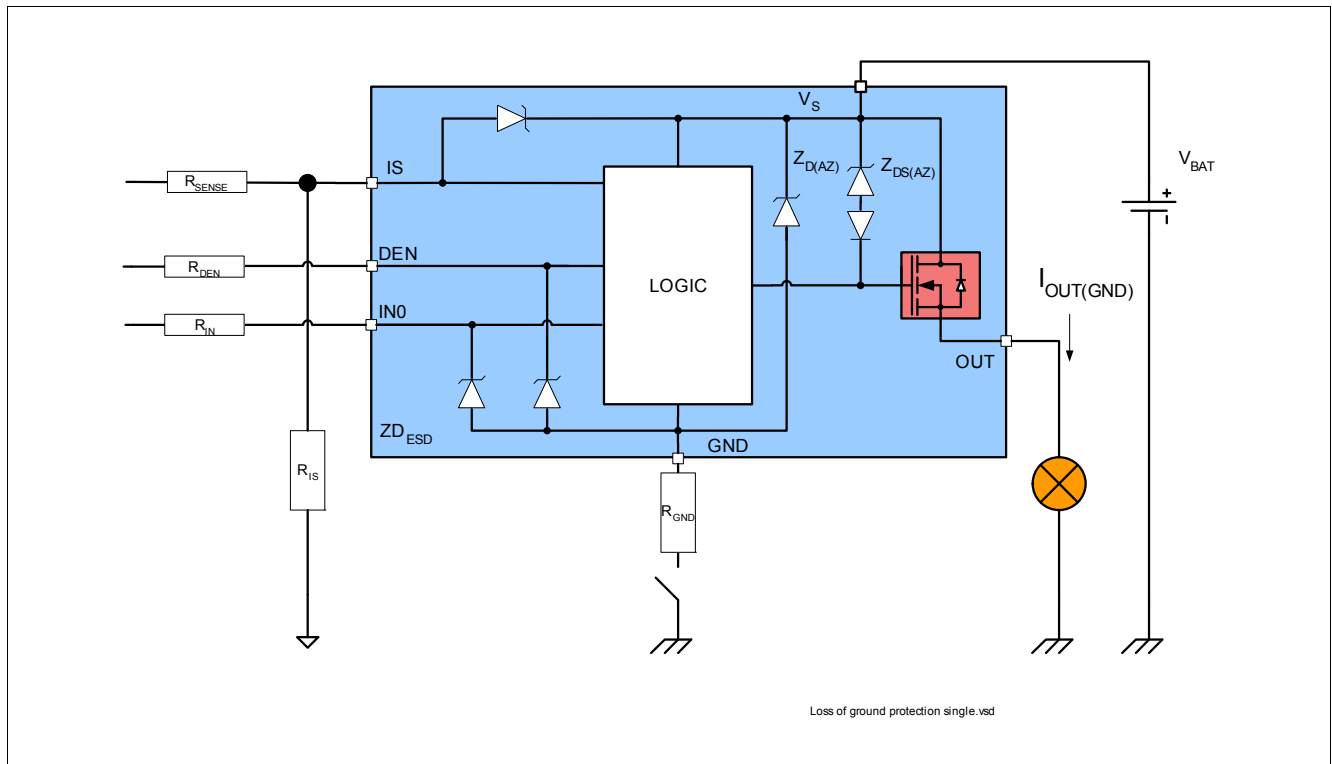 V_S
IS
Z_D(AZ)
Z_DS(AZ)
V_BAT
R_SENSE
DEN
R_DEN
LOGIC
I_OUT(GND)
IN0
R_IN
OUT
ZD_ESD
GND
R_IS
R_GND
Loss of ground protection single.vsd